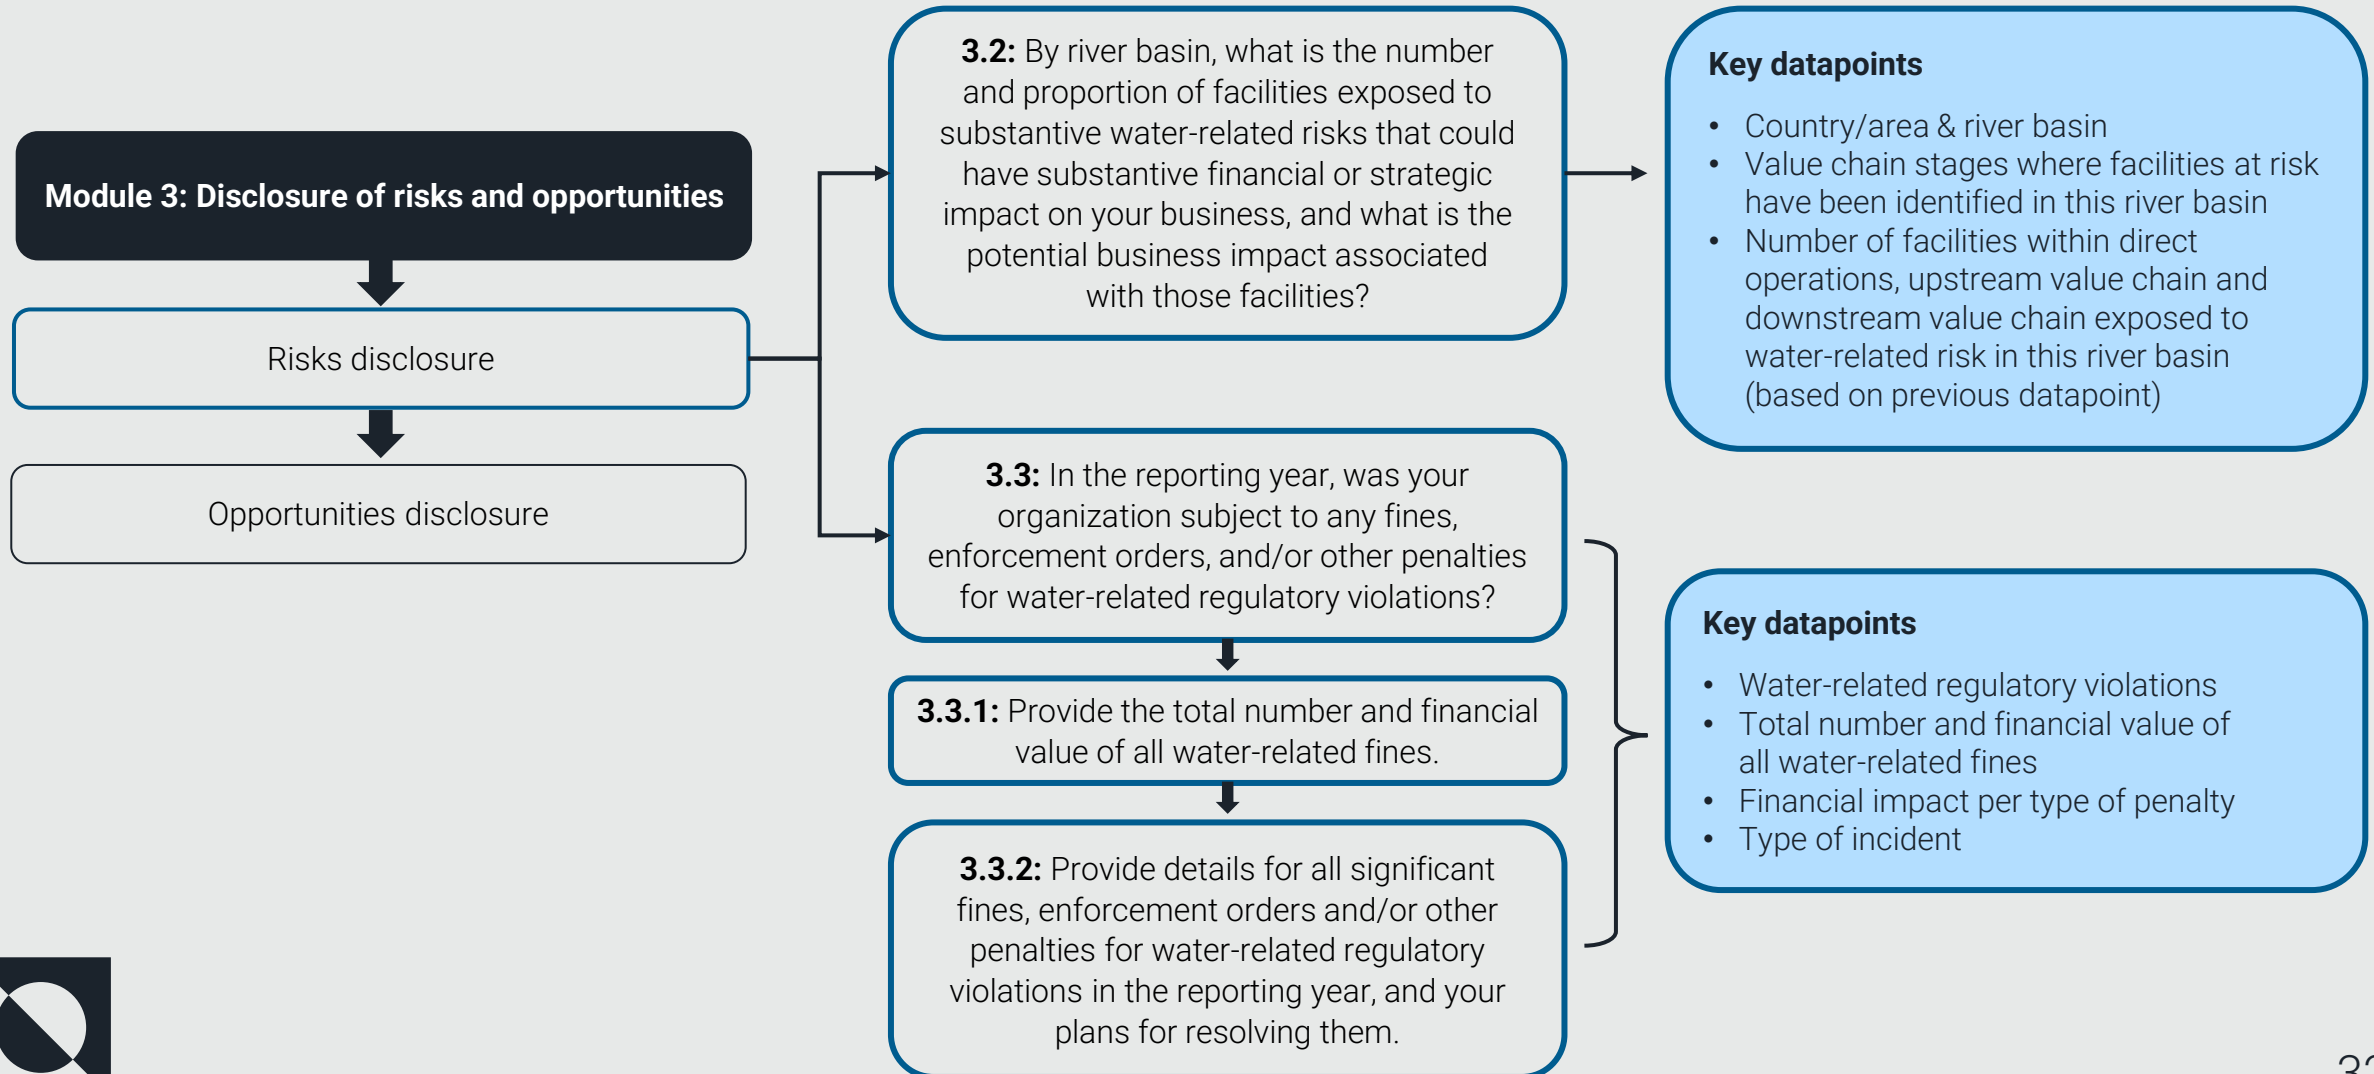 Module 3: Disclosure of risks and opportunities
Risks disclosure
Opportunities disclosure
3.2: By river basin, what is the number
and proportion of facilities exposed to
substantive water-related risks that could
have substantive financial or strategic
impact on your business, and what is the
potential business impact associated
with those facilities?
Key datapoints
• Country/area & river basin
• Value chain stages where facilities at risk
have been identified in this river basin
• Number of facilities within direct
operations, upstream value chain and
downstream value chain exposed to
water-related risk in this river basin
(based on previous datapoint)
3.3: In the reporting year, was your
organization subject to any fines,
enforcement orders, and/or other penalties
for water-related regulatory violations?
3.3.1: Provide the total number and financial
value of all water-related fines.
3.3.2: Provide details for all significant
fines, enforcement orders and/or other
penalties for water-related regulatory
violations in the reporting year, and your
plans for resolving them.
Key datapoints
• Water-related regulatory violations
• Total number and financial value of
all water-related fines
• Financial impact per type of penalty
• Type of incident